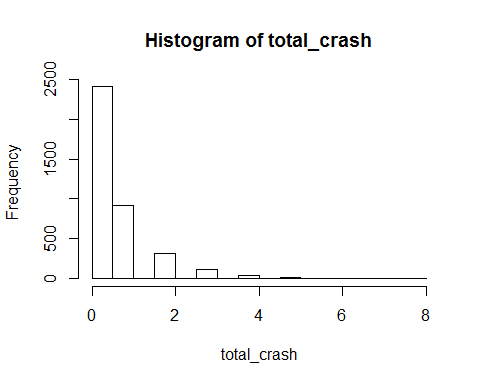 Histogram of total_crash
Frequency
2500
1500
500
0
0 2 4 6 8
total_crash